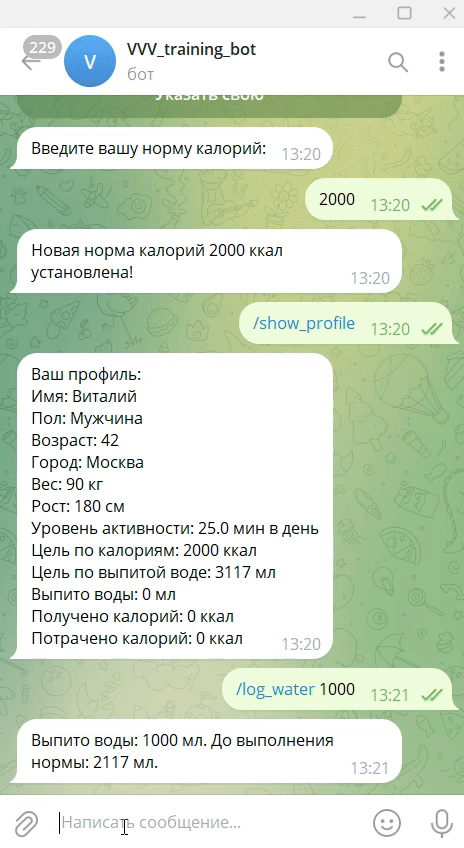 229
V
VVV_training_bot
бот
Указать свою
Введите вашу норму калорий:
13:20
2000
13:20
Новая норма калорий 2000 ккал
установлена!
13:20
/show_profile
13:20
Ваш профиль:
Имя: Виталий
Пол: Мужчина
Возраст: 42
Город: Москва
Вес: 90 кг
Рост: 180 см
Уровень активности: 25.0 мин в день
Цель по калориям: 2000 ккал
Цель по выпитой воде: 3117 мл
Выпито воды: 0 мл
Получено калорий: 0 ккал
Потрачено калорий: 0 ккал
13:20
/log_water 1000
13:21
Выпито воды: 1000 мл. До выполнения
нормы: 2117 мл.
13:21
Написать сообщение...